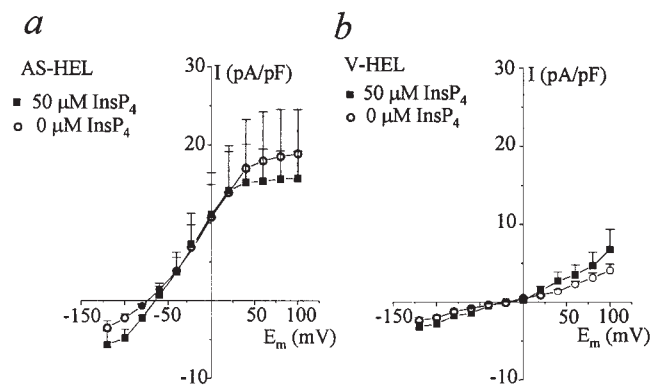 a
AS-HEL
50 μM InsP4
0 μM InsP4
I (pA/pF)
30
20
-150
-50
50
100
Em (mV)
-10
b
V-HEL
50 μM InsP4
0 μM InsP4
I (pA/pF)
30
20
10
-150
-50
50
100
Em (mV)
-10